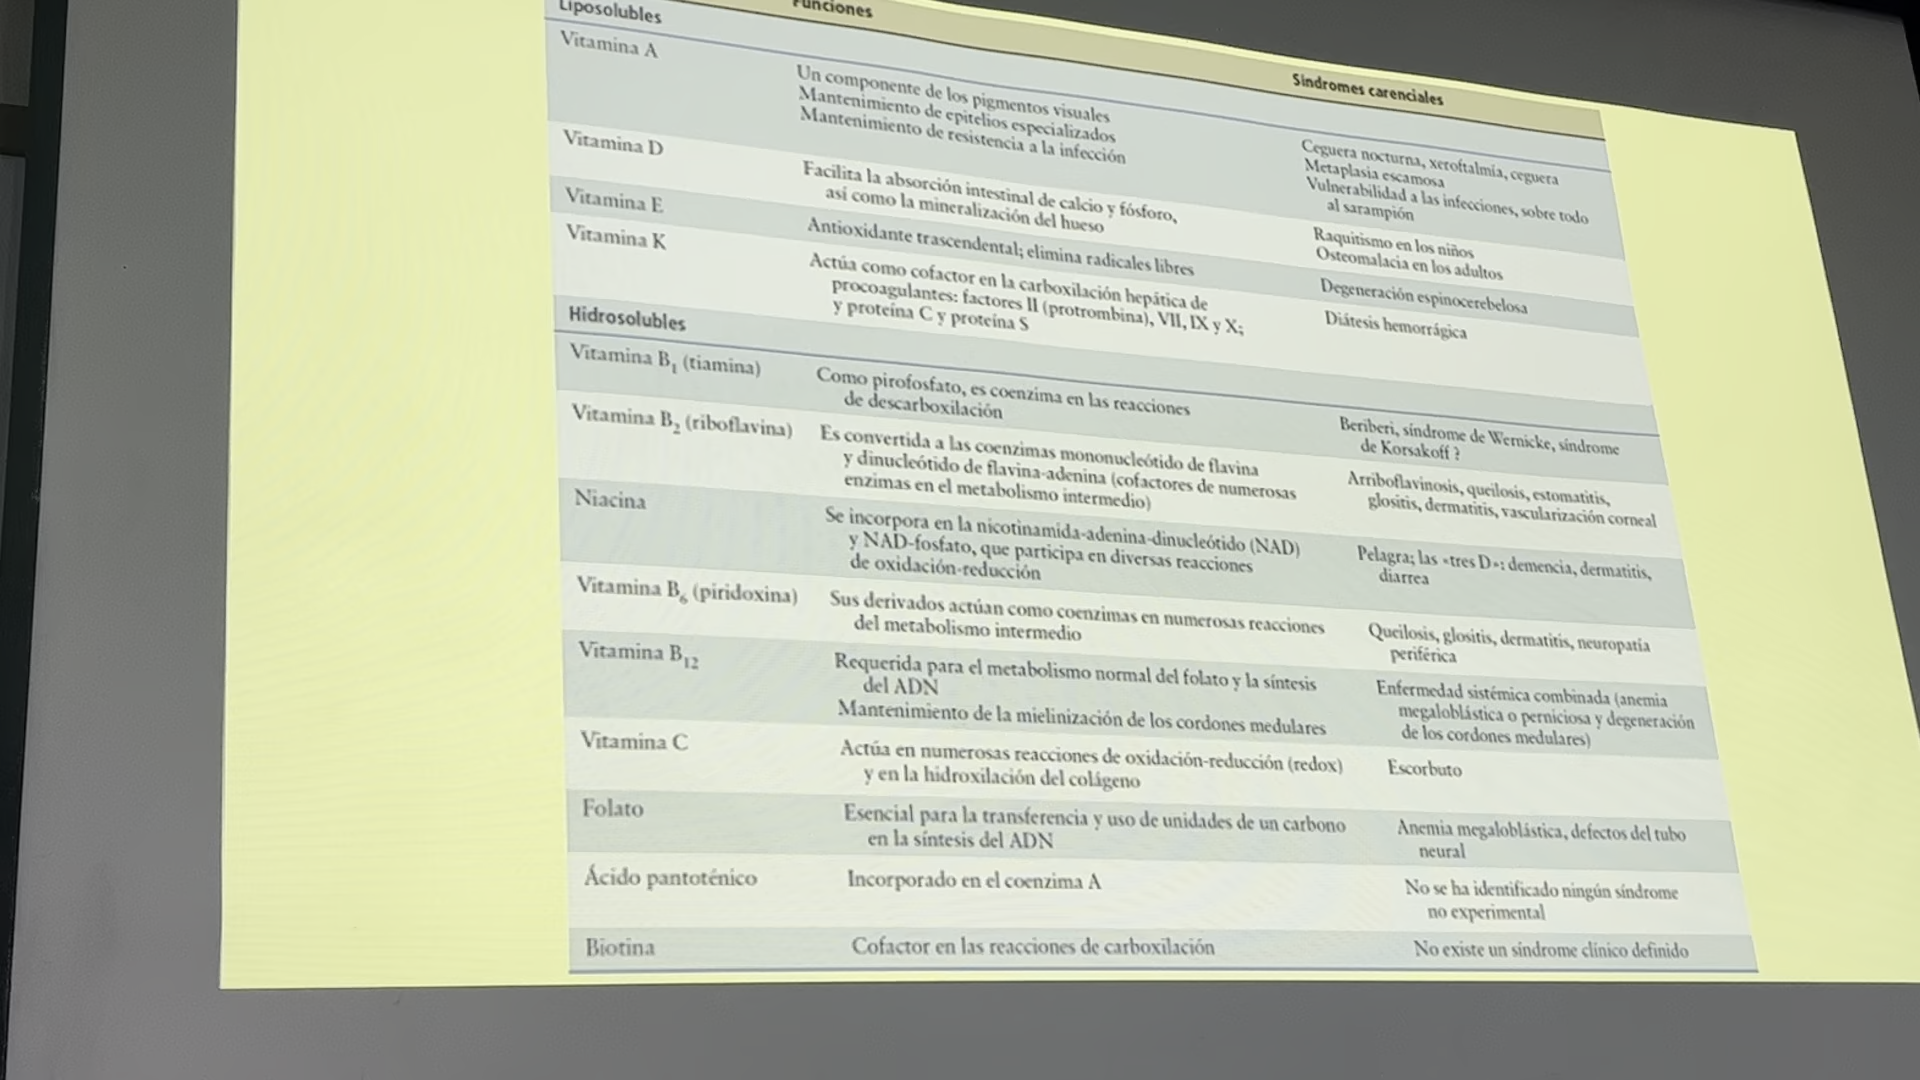 Liposolubles
Funciones
Síndromes carenciales
Vitamina A
Un componente de los pigmentos visuales
Mantenimiento de epitelios especializados
Mantenimiento de resistencia a la infección
Ceguera nocturna, xeroftalmía, ceguera
Metaplasia escamosa
Vulnerabilidad a las infecciones, sobre todo
al sarampión
Vitamina D
Facilita la absorción intestinal de calcio y fósforo,
así como la mineralización del hueso
Raquitismo en los niños
Osteomalacia en los adultos
Vitamina E
Antioxidante trascendental; elimina radicales libres
Degeneración espinocerebelosa
Vitamina K
Actúa como cofactor en la carboxilación hepática de
procoagulantes: factores II (protrombina), VII, IX y X;
y proteína C y proteína S
Diátesis hemorrágica
Hidrosolubles
Vitamina B₁ (tiamina)
Como pirofosfato, es coenzima en las reacciones
de descarboxilación
Beriberi, síndrome de Wernicke, síndrome
de Korsakoff ?
Vitamina B₂ (riboflavina)
Es convertida a las coenzimas mononucleótido de flavina
y dinucleótido de flavina-adenina (cofactores de numerosas
enzimas en el metabolismo intermedio)
Arriboflavinosis, queilosis, estomatitis,
glositis, dermatitis, vascularización corneal
Niacina
Se incorpora en la nicotinamida-adenina-dinucleótido (NAD)
y NAD-fosfato, que participa en diversas reacciones
de oxidación-reducción
Pelagra; las «tres D»: demencia, dermatitis,
diarrea
Vitamina B₆ (piridoxina)
Sus derivados actúan como coenzimas en numerosas reacciones
del metabolismo intermedio
Queilosis, glositis, dermatitis, neuropatía
periférica
Vitamina B₁₂
Requerida para el metabolismo normal del folato y la síntesis
del ADN
Mantenimiento de la mielinización de los cordones medulares
Enfermedad sistémica combinada (anemia
megaloblástica o perniciosa y degeneración
de los cordones medulares)
Vitamina C
Actúa en numerosas reacciones de oxidación-reducción (redox)
y en la hidroxilación del colágeno
Escorbuto
Folato
Esencial para la transferencia y uso de unidades de un carbono
en la síntesis del ADN
Anemia megaloblástica, defectos del tubo
neural
Ácido pantoténico
Incorporado en el coenzima A
No se ha identificado ningún síndrome
no experimental
Biotina
Cofactor en las reacciones de carboxilación
No existe un síndrome clínico definido